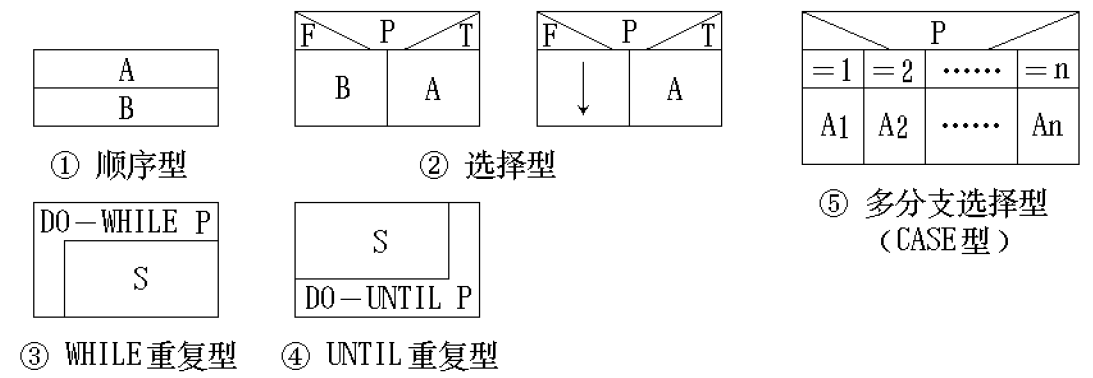 A
B
① 顺序型
F P T
B A
F P T
↓ A
② 选择型
P
=1 =2 …… =n
A1 A2 …… An
⑤ 多分支选择型
（CASE型）
DO-WHILE P
S
③ WHILE重复型
S
DO-UNTIL P
④ UNTIL重复型